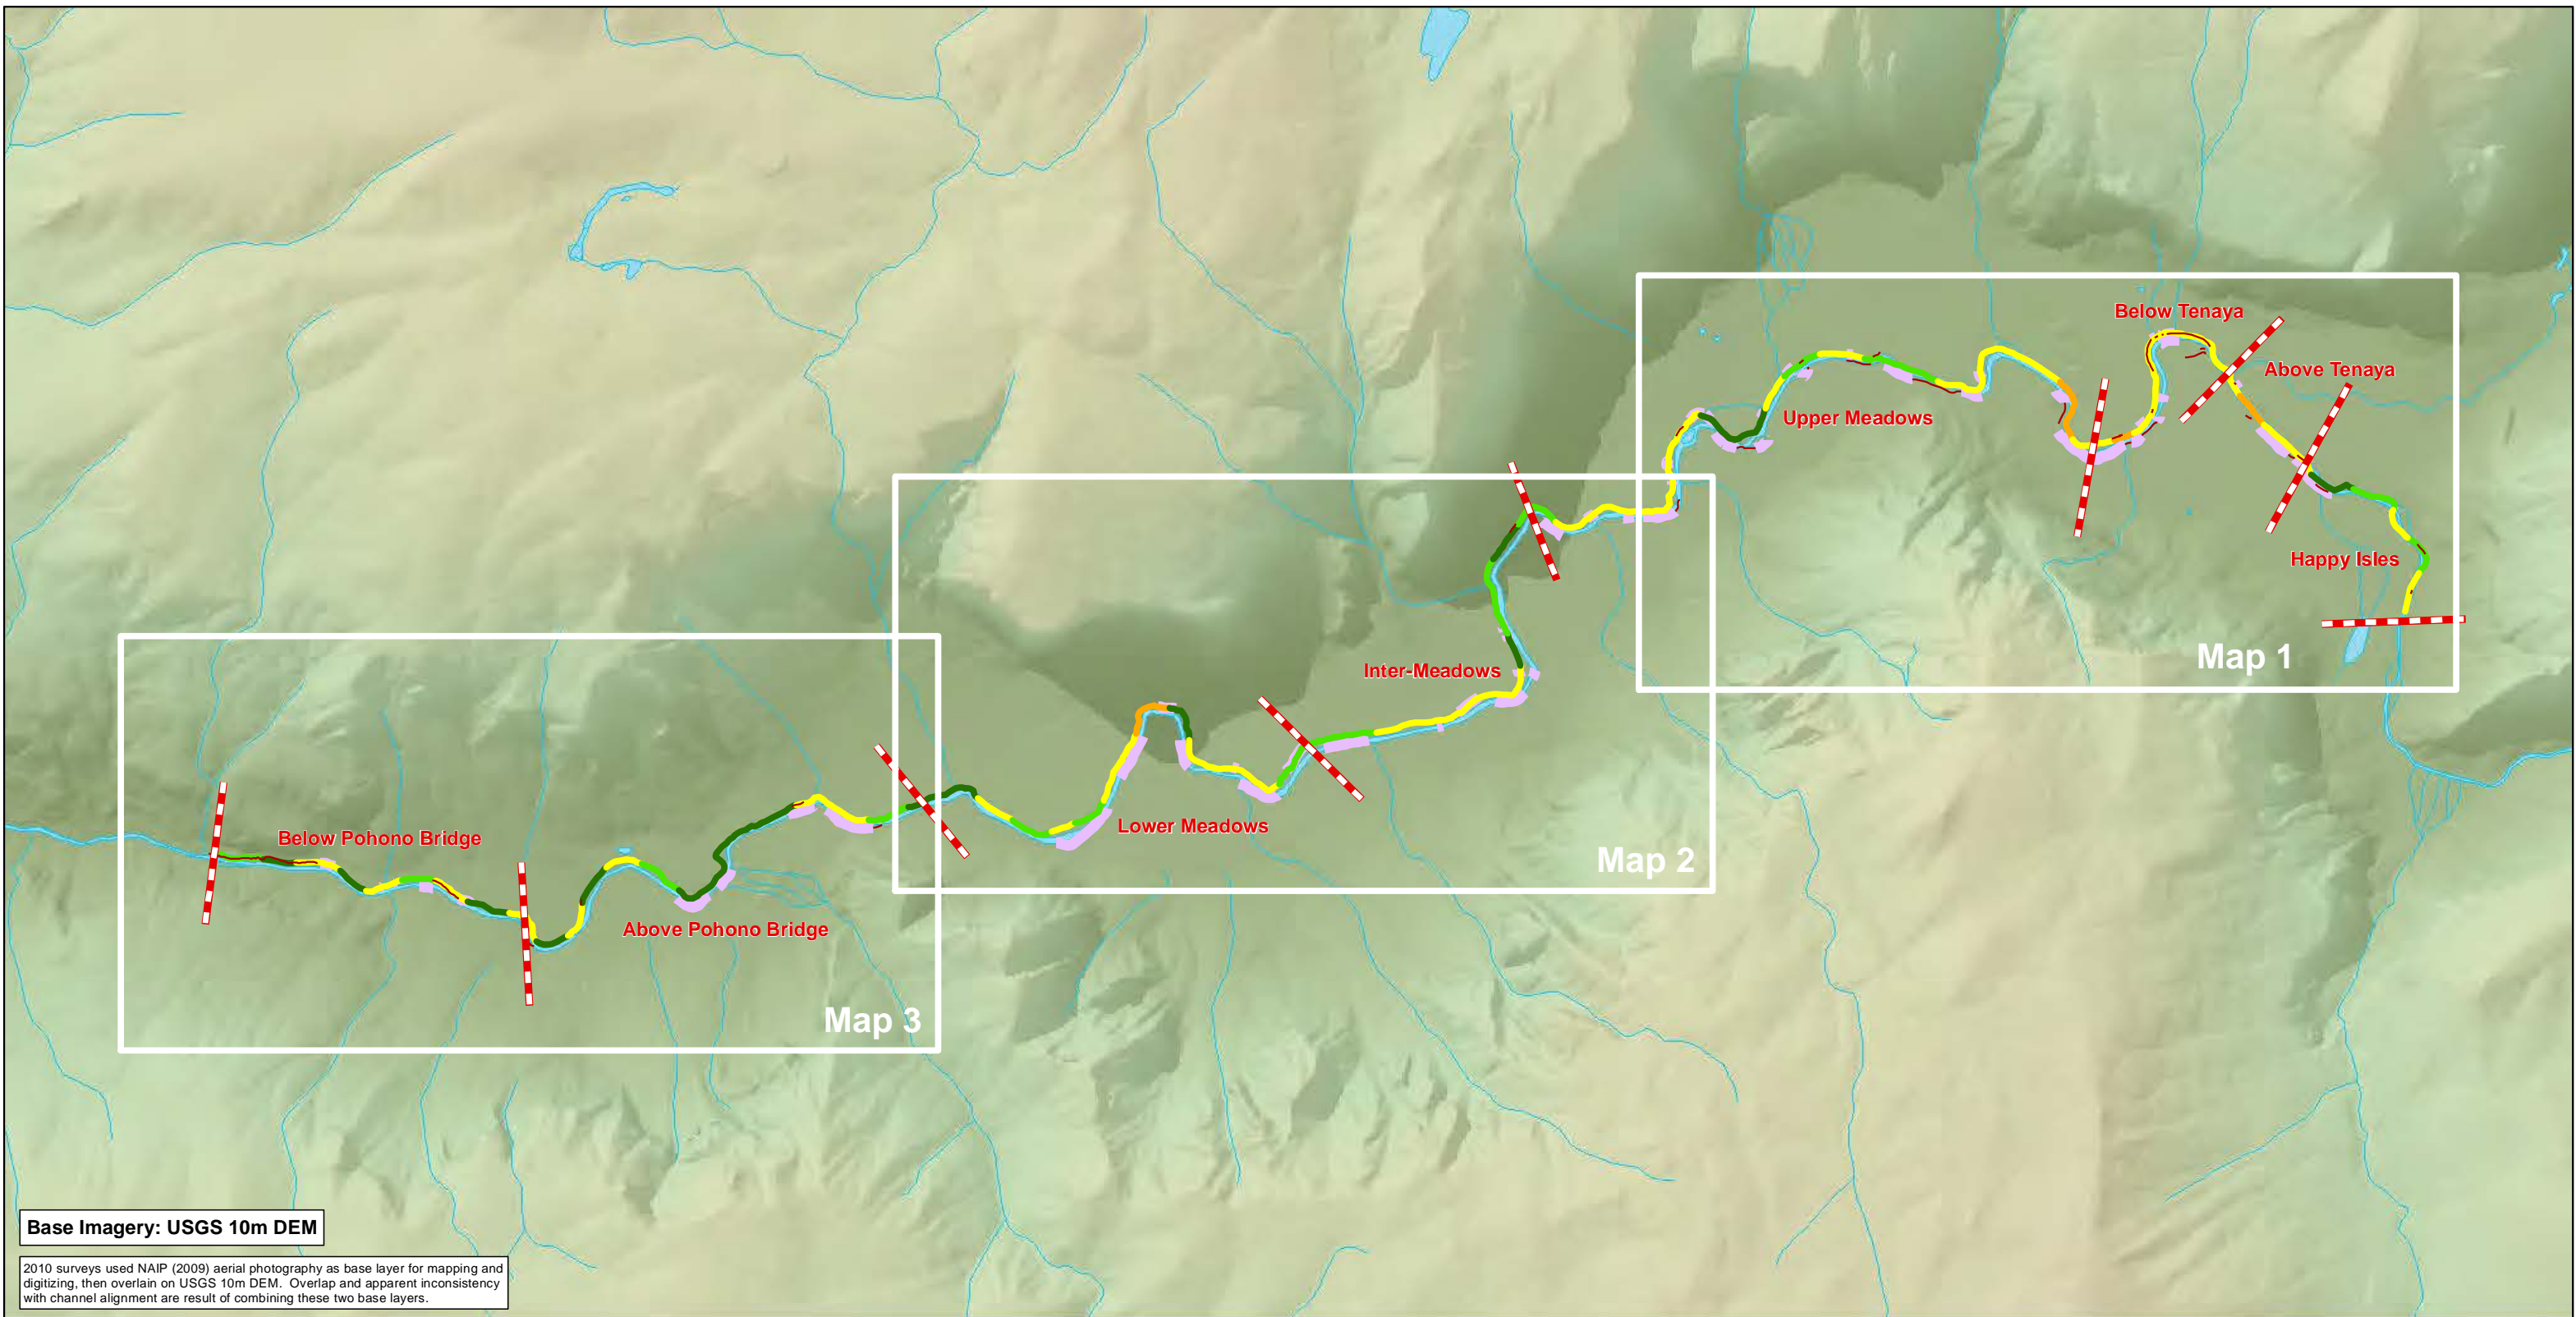 Below Tenaya
Above Tenaya
Upper Meadows
Happy Isles
Map 1
Inter-Meadows
Lower Meadows
Map 2
Below Pohono Bridge
Above Pohono Bridge
Map 3
Base Imagery: USGS 10m DEM
2010 surveys used NAIP (2009) aerial photography as base layer for mapping and
digitizing, then overlain on USGS 10m DEM.  Overlap and apparent inconsistency
with channel alignment are result of combining these two base layers.